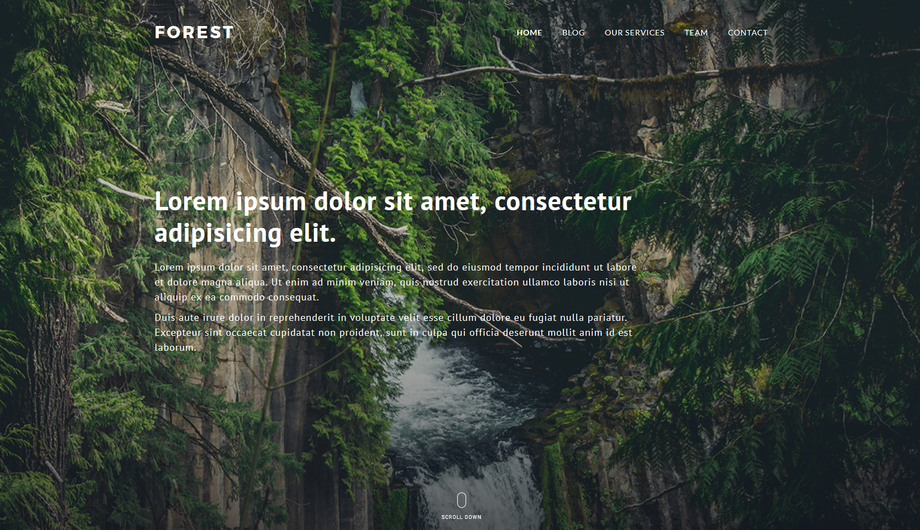 FOREST
HOME BLOG OUR SERVICES TEAM CONTACT
Lorem ipsum dolor sit amet, consectetur
adipisicing elit.
Lorem ipsum dolor sit amet, consectetur adipisicing elit, sed do eiusmod tempor incididunt ut labore
et dolore magna aliqua. Ut enim ad minim veniam, quis nostrud exercitation ullamco laboris nisi ut
aliquip ex ea commodo consequat.
Duis aute irure dolor in reprehenderit in voluptate velit esse cillum dolore eu fugiat nulla pariatur.
Excepteur sint occaecat cupidatat non proident, sunt in culpa qui officia deserunt mollit anim id est
laborum.
SCROLL DOWN